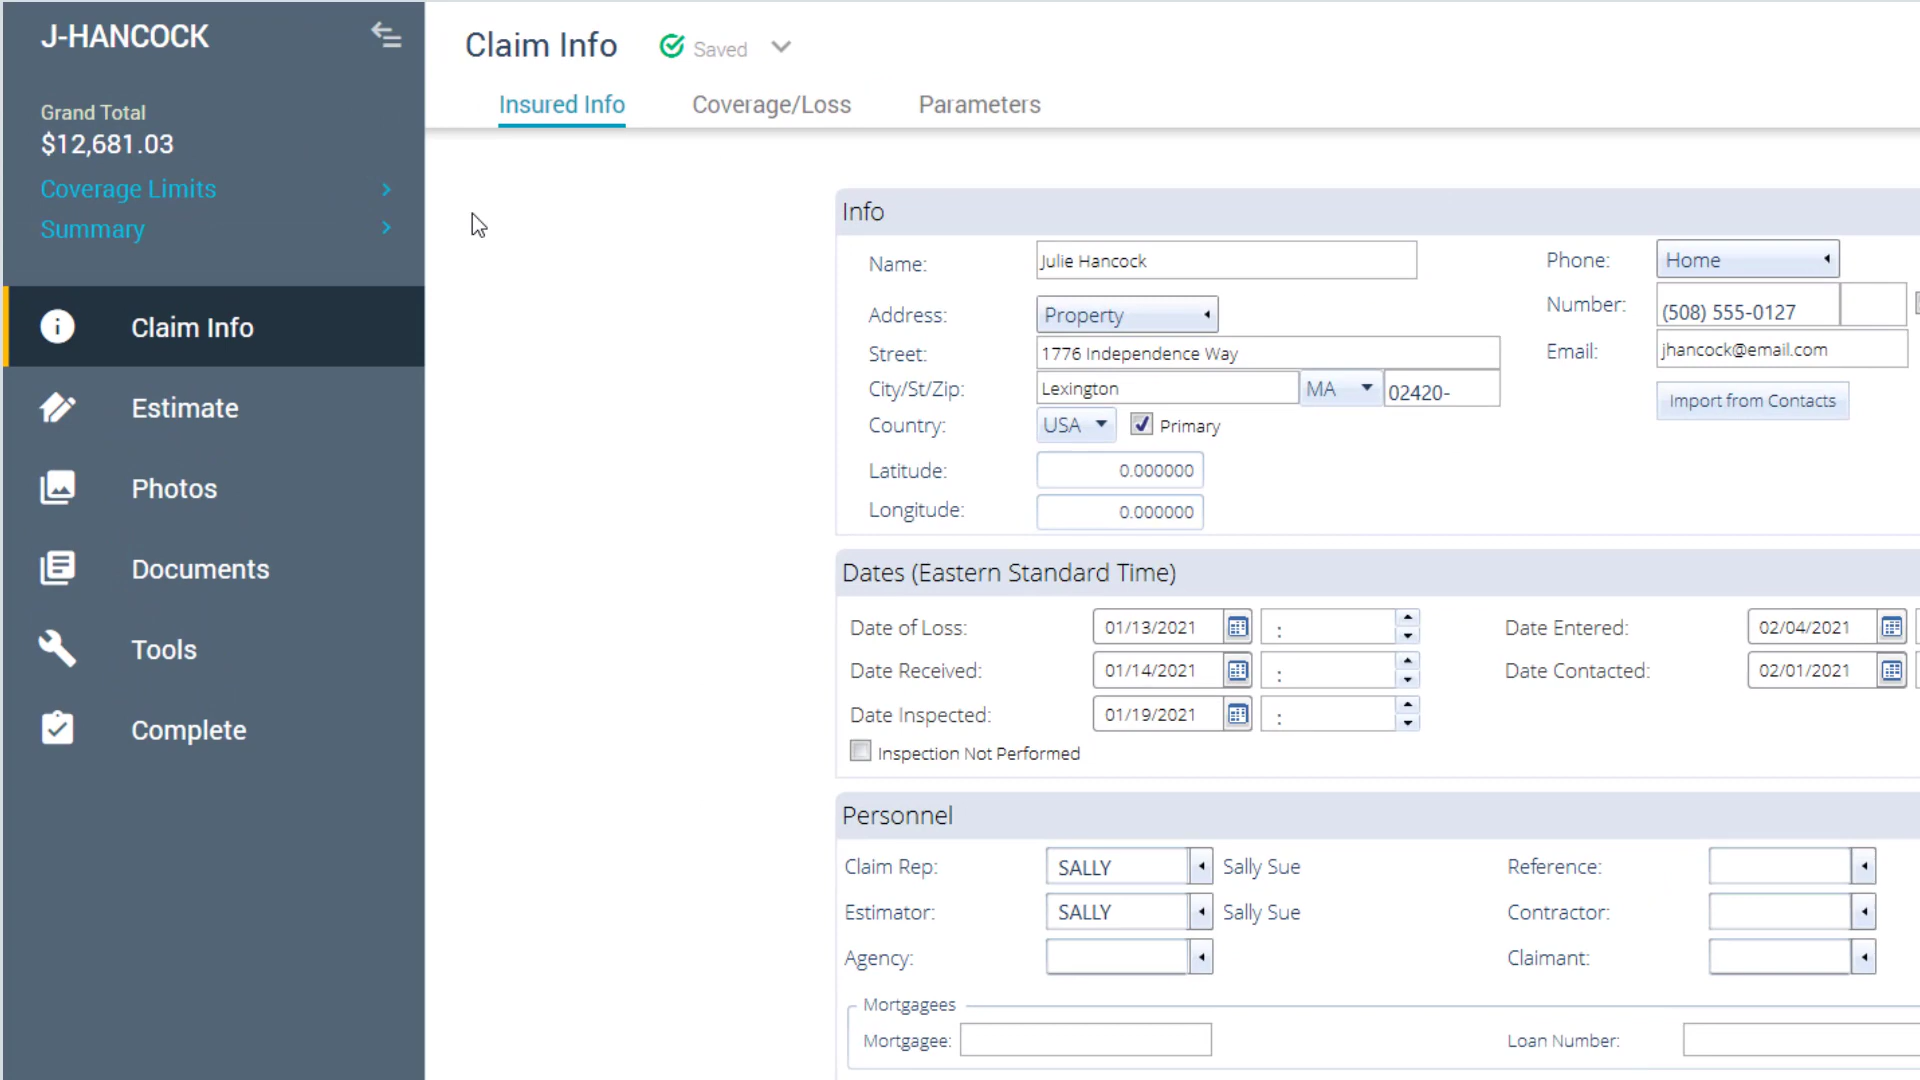 J-HANCOCK
Grand Total
$12,681.03
Coverage Limits
Summary
Claim Info
Estimate
Photos
Documents
Tools
Complete
Claim Info Saved
Insured Info Coverage/Loss Parameters
Info
Name: Julie Hancock
Address: Property
Street: 1776 Independence Way
City/St/Zip: Lexington MA 02420-
Country: USA Primary
Latitude: 0.000000
Longitude: 0.000000
Phone: Home
Number: (508) 555-0127
Email: jhancock@email.com
Import from Contacts
Dates (Eastern Standard Time)
Date of Loss: 01/13/2021 : Date Entered: 02/04/2021
Date Received: 01/14/2021 : Date Contacted: 02/01/2021
Date Inspected: 01/19/2021 :
Inspection Not Performed
Personnel
Claim Rep: SALLY Sally Sue Reference:
Estimator: SALLY Sally Sue Contractor:
Agency: Claimant:
Mortgagees
Mortgagee: Loan Number: